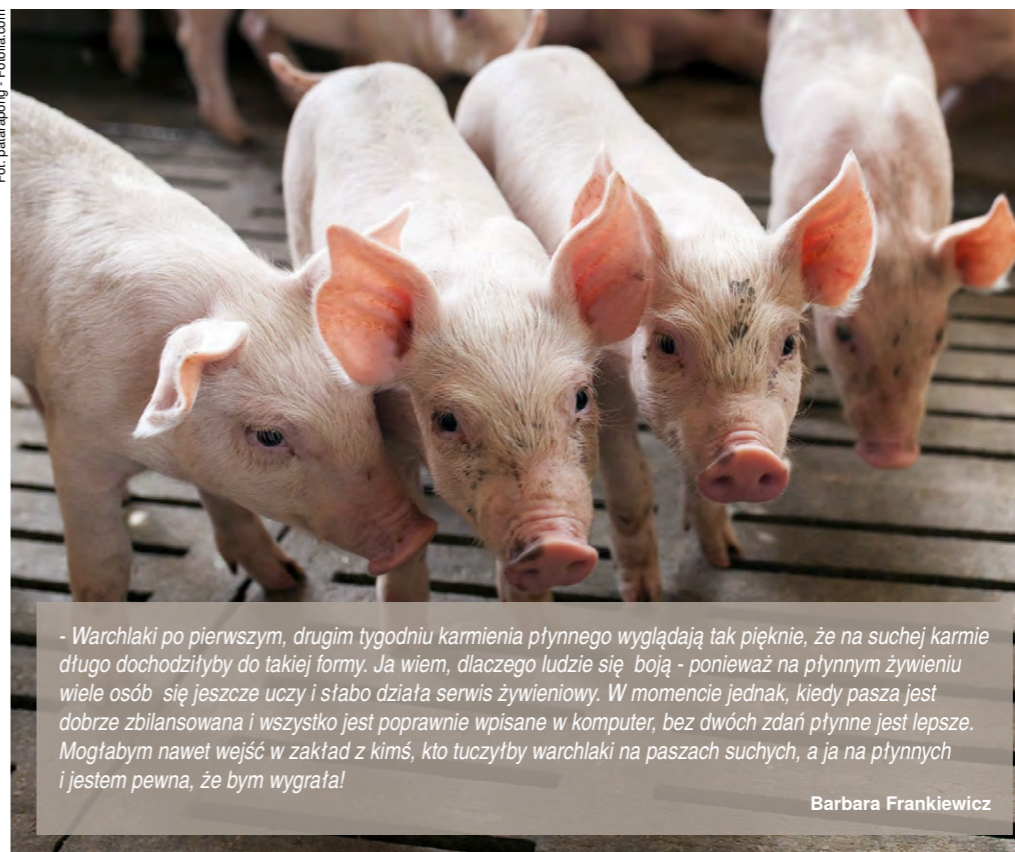 Fot. patarapong - Fotolia.com
- Warchlaki po pierwszym, drugim tygodniu karmienia płynnego wyglądają tak pięknie, że na suchej karmie
długo dochodziłyby do takiej formy. Ja wiem, dlaczego ludzie się boją - ponieważ na płynnym żywieniu
wiele osób się jeszcze uczy i słabo działa serwis żywieniowy. W momencie jednak, kiedy pasza jest
dobrze zbilansowana i wszystko jest poprawnie wpisane w komputer, bez dwóch zdań płynne jest lepsze.
Mogłabym nawet wejść w zakład z kimś, kto tuczyłby warchlaki na paszach suchych, a ja na płynnych
i jestem pewna, że bym wygrała!
Barbara Frankiewicz